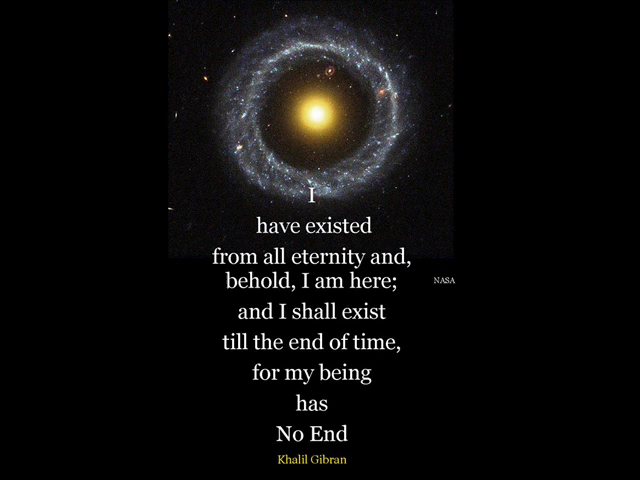 I
have existed
from all eternity and,
behold, I am here;
NASA
and I shall exist
till the end of time,
for my being
has
No End
Khalil Gibran